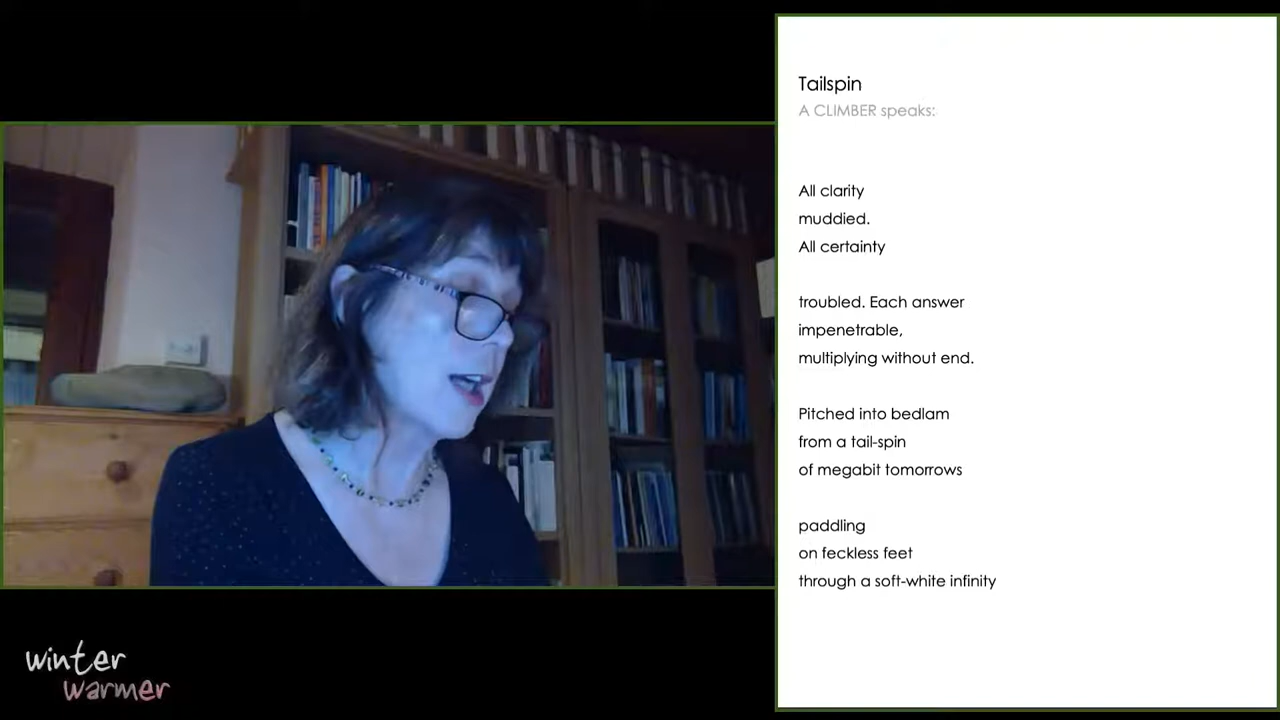 Tailspin
A CLIMBER speaks:
All clarity
muddied.
All certainty
troubled. Each answer
impenetrable,
multiplying without end.
Pitched into bedlam
from a tail-spin
of megabit tomorrows
paddling
on feckless feet
through a soft-white infinity
winter
warmer